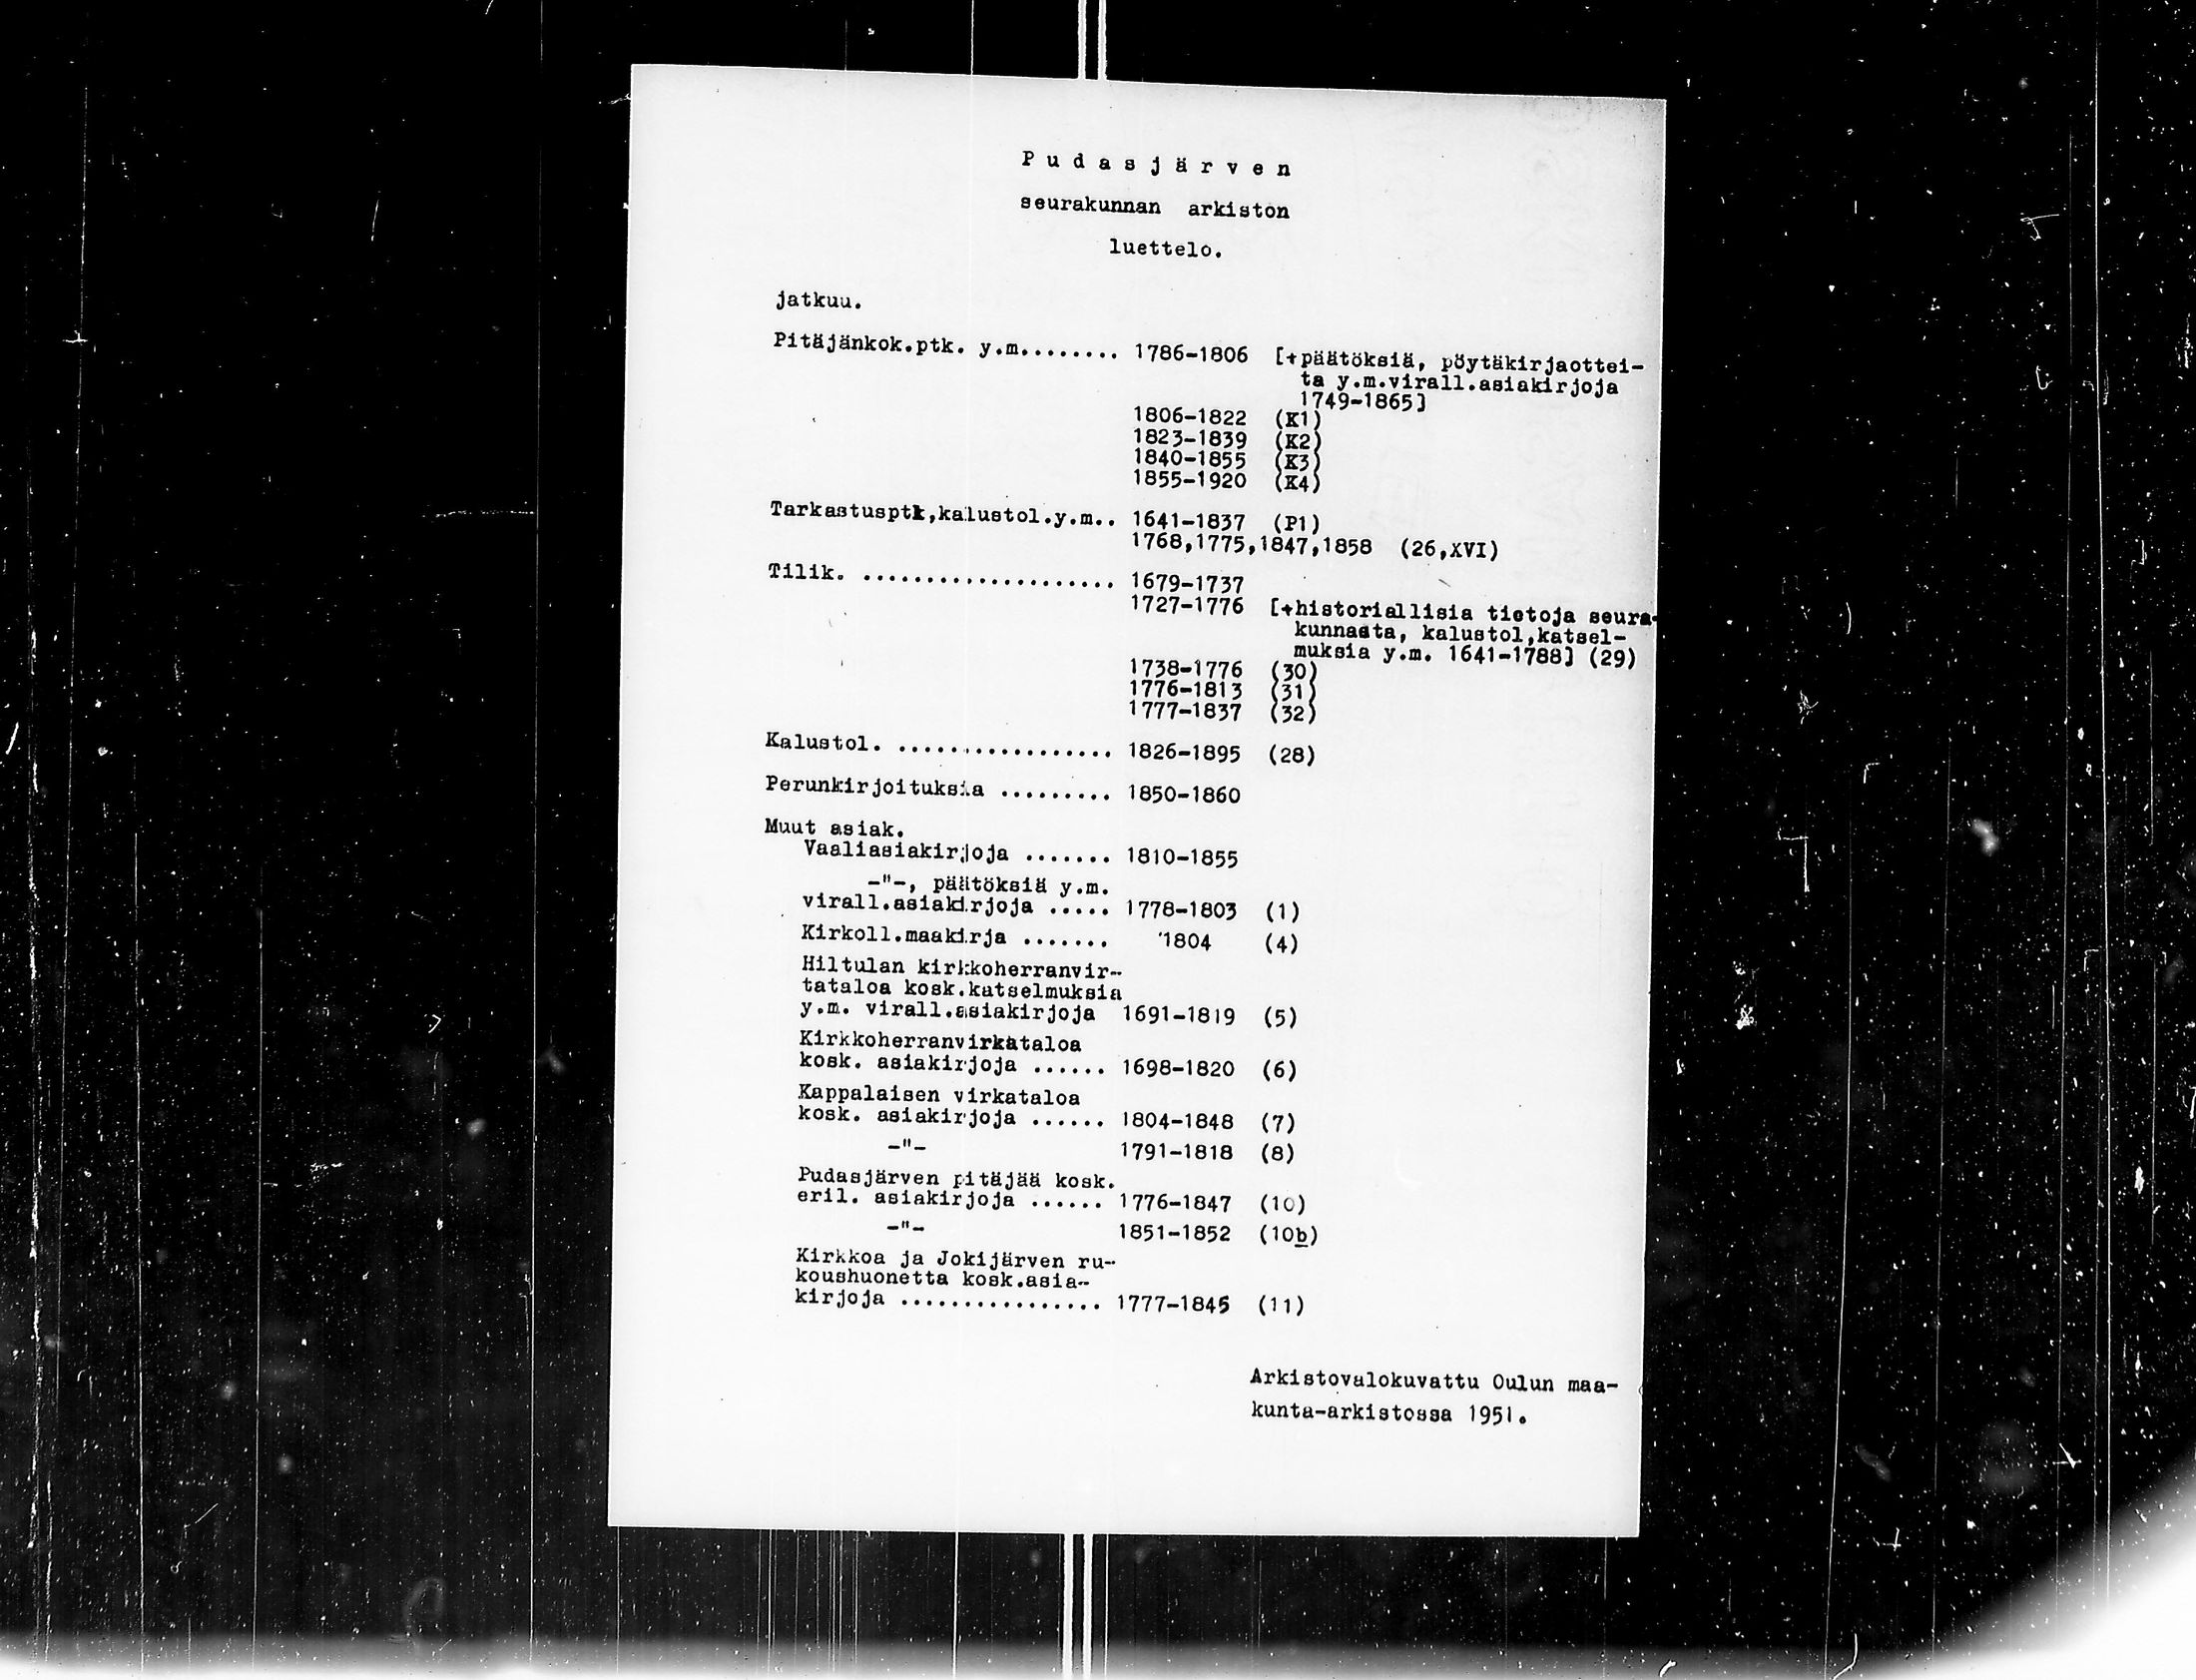 Pudasjärven
seurakunnan arkiston
luettelo.
jatkuu.
Pitäjänkok.ptk. y.m........ 1786-1806 [+päätöksiä, pöytäkirjaottei-
ta y.m.virall.asiakirjoja
1749-1865]
1806-1822 (K1)
1823-1839 (K2)
1840-1855 (K3)
1855-1920 (K4)
Tarkastusptk,kalustol.y.m.. 1641-1837 (P1)
1768,1775,1847,1858 (26,XVI)
Tilik. .................... 1679-1737
1727-1776 [+historiallisia tietoja seura-
kunnasta, kalustol,katsel-
muksia y.m. 1641-1788] (29)
1738-1776 (30)
1776-1813 (31)
1777-1837 (32)
Kalustol. ................. 1826-1895 (28)
Perunkirjoituksia ......... 1850-1860
Muut asiak.
Vaaliasiakirjoja ....... 1810-1855
-"-, päätöksiä y.m.
virall.asiakirjoja ..... 1778-1803 (1)
Kirkoll.maakirja ....... 1804 (4)
Hiltulan kirkkoherranvir-
tataloa kosk.katselmuksia
y.m. virall.asiakirjoja 1691-1819 (5)
Kirkkoherranvirkataloa
kosk. asiakirjoja ...... 1698-1820 (6)
Kappalaisen virkataloa
kosk. asiakirjoja ...... 1804-1848 (7)
-"- 1791-1818 (8)
Pudasjärven pitäjää kosk.
eril. asiakirjoja ...... 1776-1847 (10)
-"- 1851-1852 (10b)
Kirkkoa ja Jokijärven ru-
koushuonetta kosk.asia-
kirjoja ................ 1777-1845 (11)
Arkistovalokuvattu Oulun maa-
kunta-arkistossa 1951.